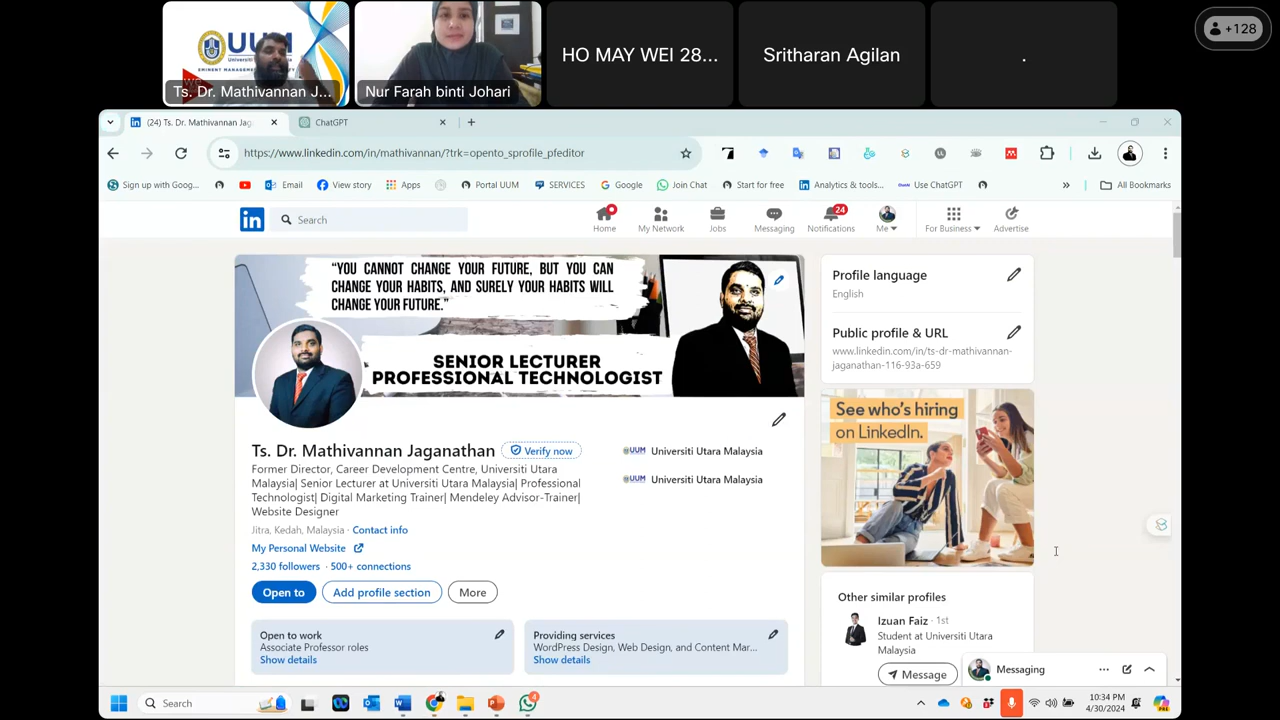 +128
UUM
Universiti Utara Malaysia
Ts. Dr. Mathivannan J...
Nur Farah binti Johari
HO MAY WEI 28...
Sritharan Agilan
.
(24) Ts. Dr. Mathivannan Jag
ChatGPT
https://www.linkedin.com/in/mathivannan/?trk=opento_sprofile_pfeditor
Sign up with Goog...
Email
View story
Apps
Portal UUM
SERVICES
Google
Join Chat
Start for free
Analytics & tools...
Use ChatGPT
»
All Bookmarks
in
Search
Home
My Network
Jobs
Messaging
24
Notifications
Me
For Business
Advertise
“YOU CANNOT CHANGE YOUR FUTURE, BUT YOU CAN
CHANGE YOUR HABITS, AND SURELY YOUR HABITS WILL
CHANGE YOUR FUTURE.”
SENIOR LECTURER
PROFESSIONAL TECHNOLOGIST
Ts. Dr. Mathivannan Jaganathan
Verify now
Former Director, Career Development Centre, Universiti Utara
Malaysia| Senior Lecturer at Universiti Utara Malaysia| Professional
Technologist| Digital Marketing Trainer| Mendeley Advisor-Trainer|
Website Designer
Jitra, Kedah, Malaysia · Contact info
My Personal Website
2,330 followers · 500+ connections
Open to
Add profile section
More
UUM Universiti Utara Malaysia
UUM Universiti Utara Malaysia
Open to work
Associate Professor roles
Show details
Providing services
WordPress Design, Web Design, and Content Mar...
Show details
Profile language
English
Public profile & URL
www.linkedin.com/in/ts-dr-mathivannan-
jaganathan-116-93a-659
See who's hiring
on LinkedIn.
Other similar profiles
Izuan Faiz · 1st
Student at Universiti Utara
Malaysia
Message
Messaging
Search
4
10:34 PM
4/30/2024